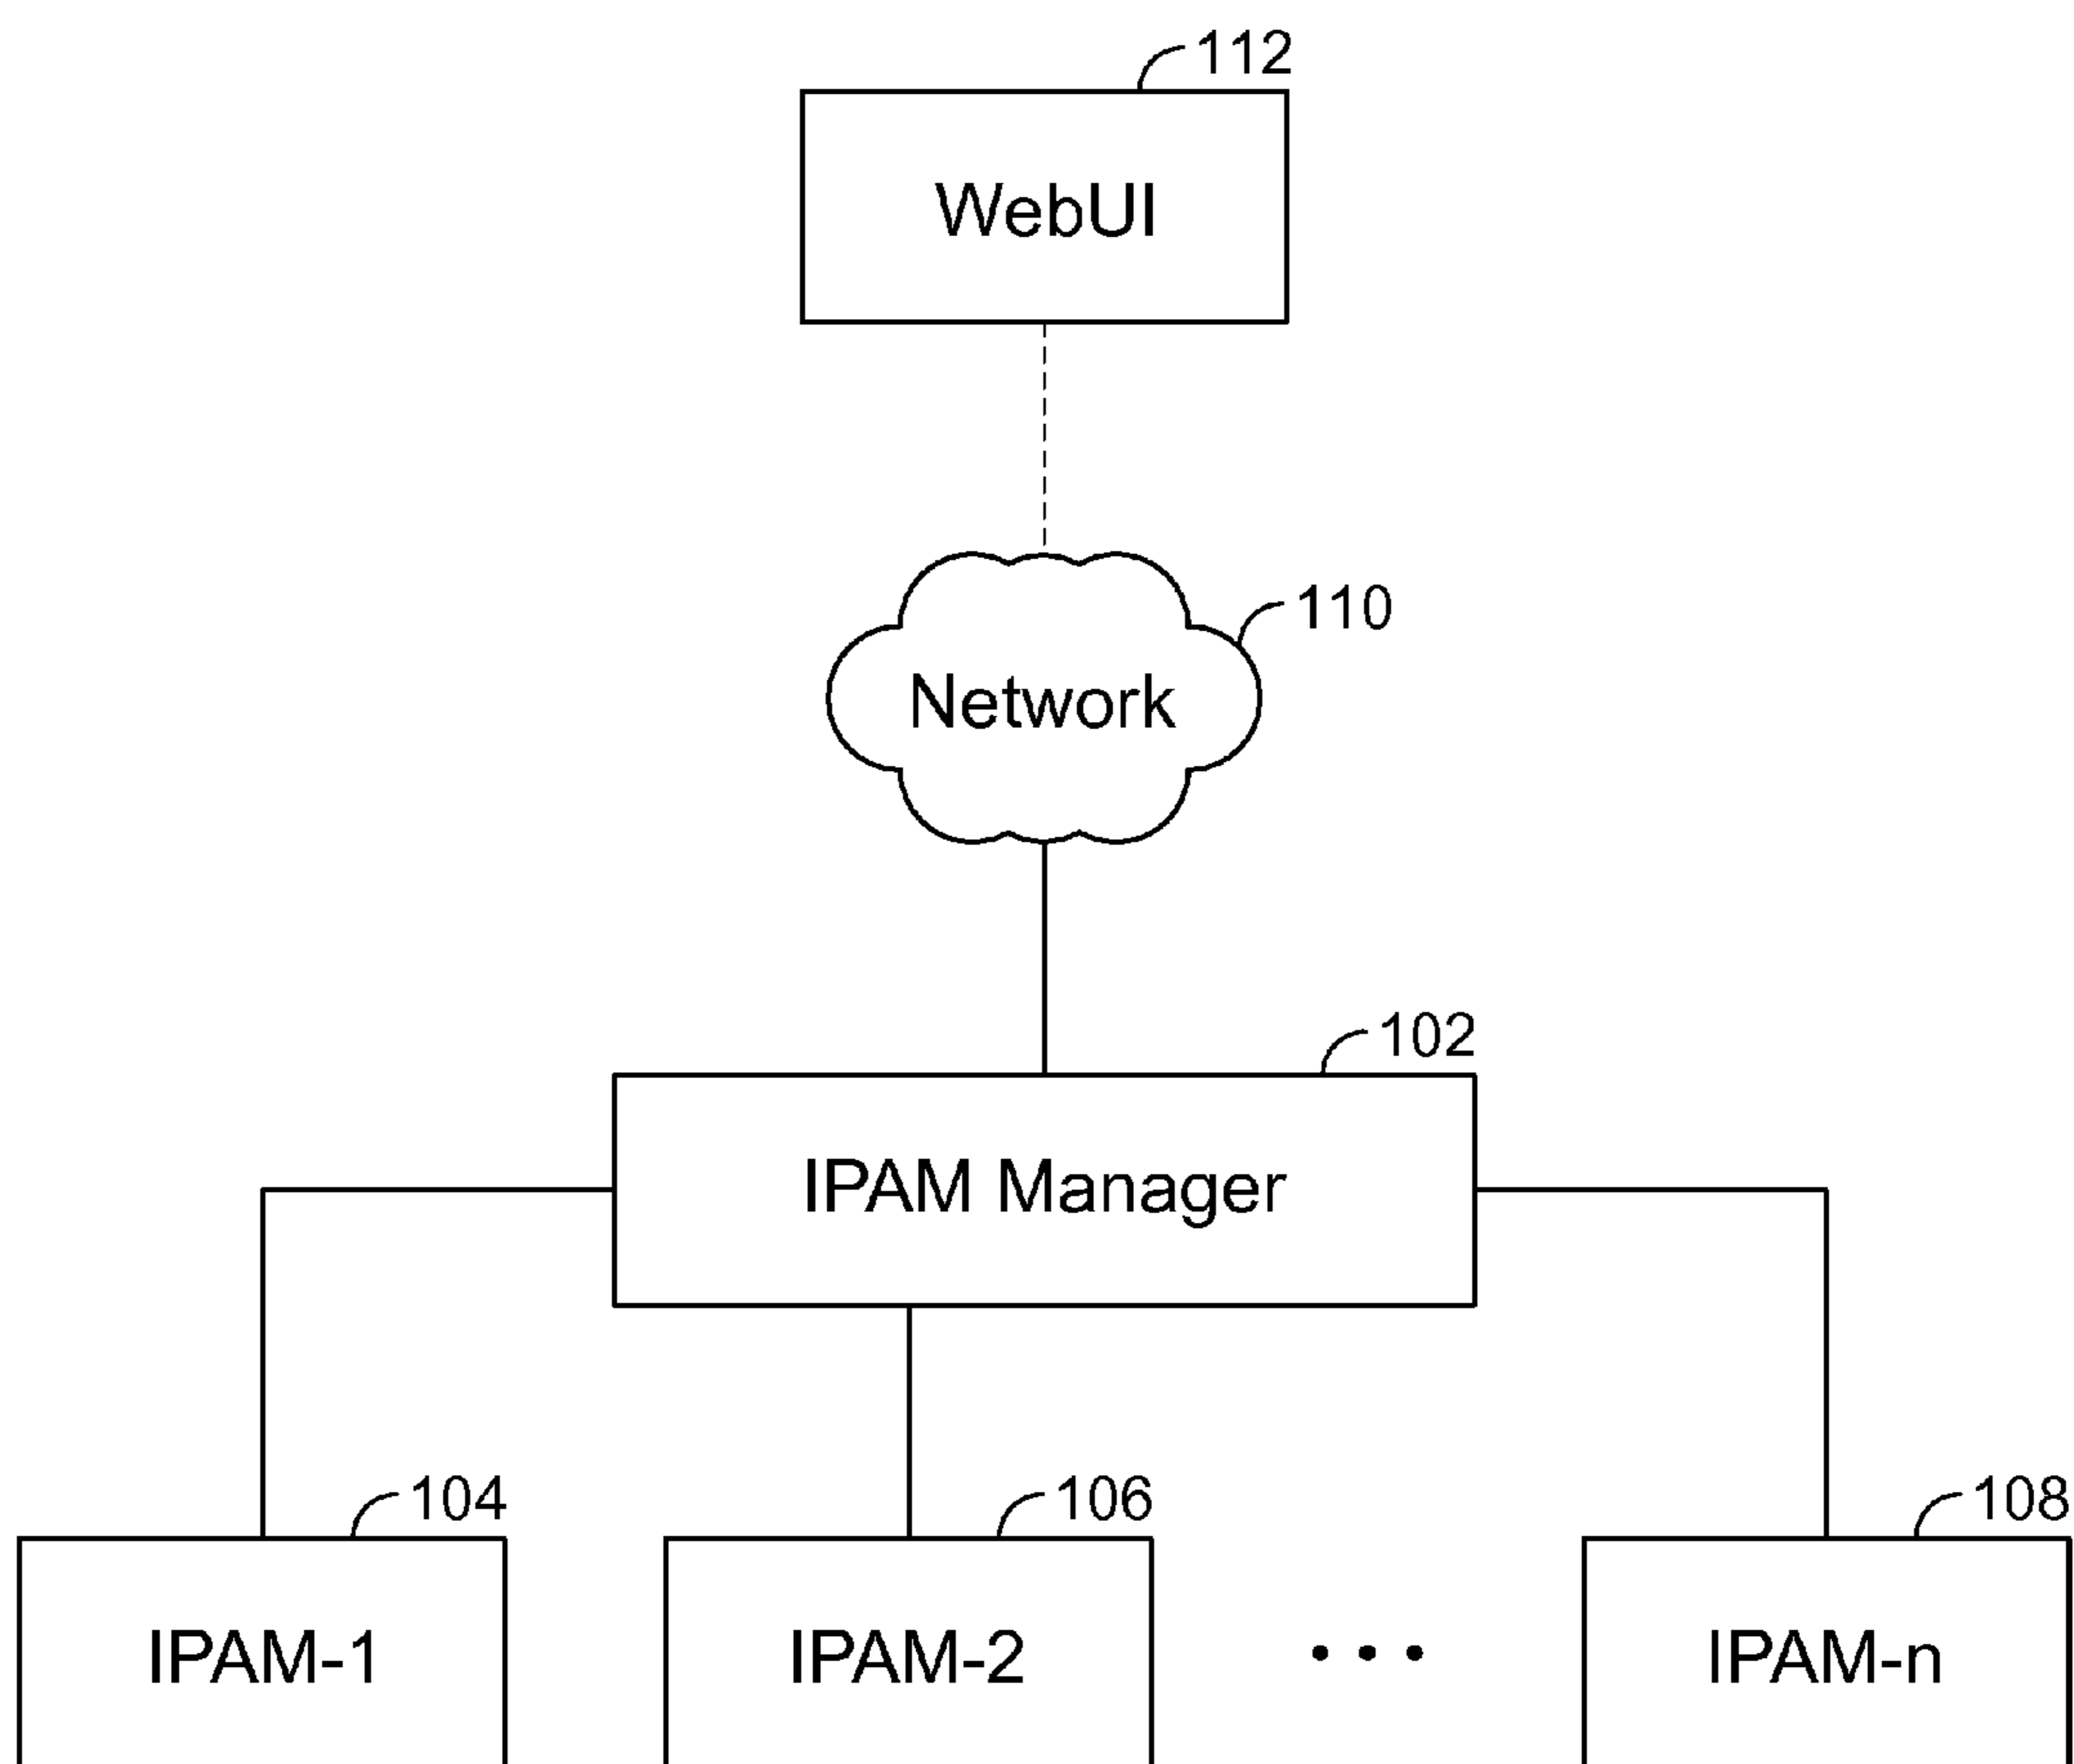 112
WebUI
110
Network
102
IPAM Manager
104
106
108
IPAM-1
IPAM-2
• • •
IPAM-n